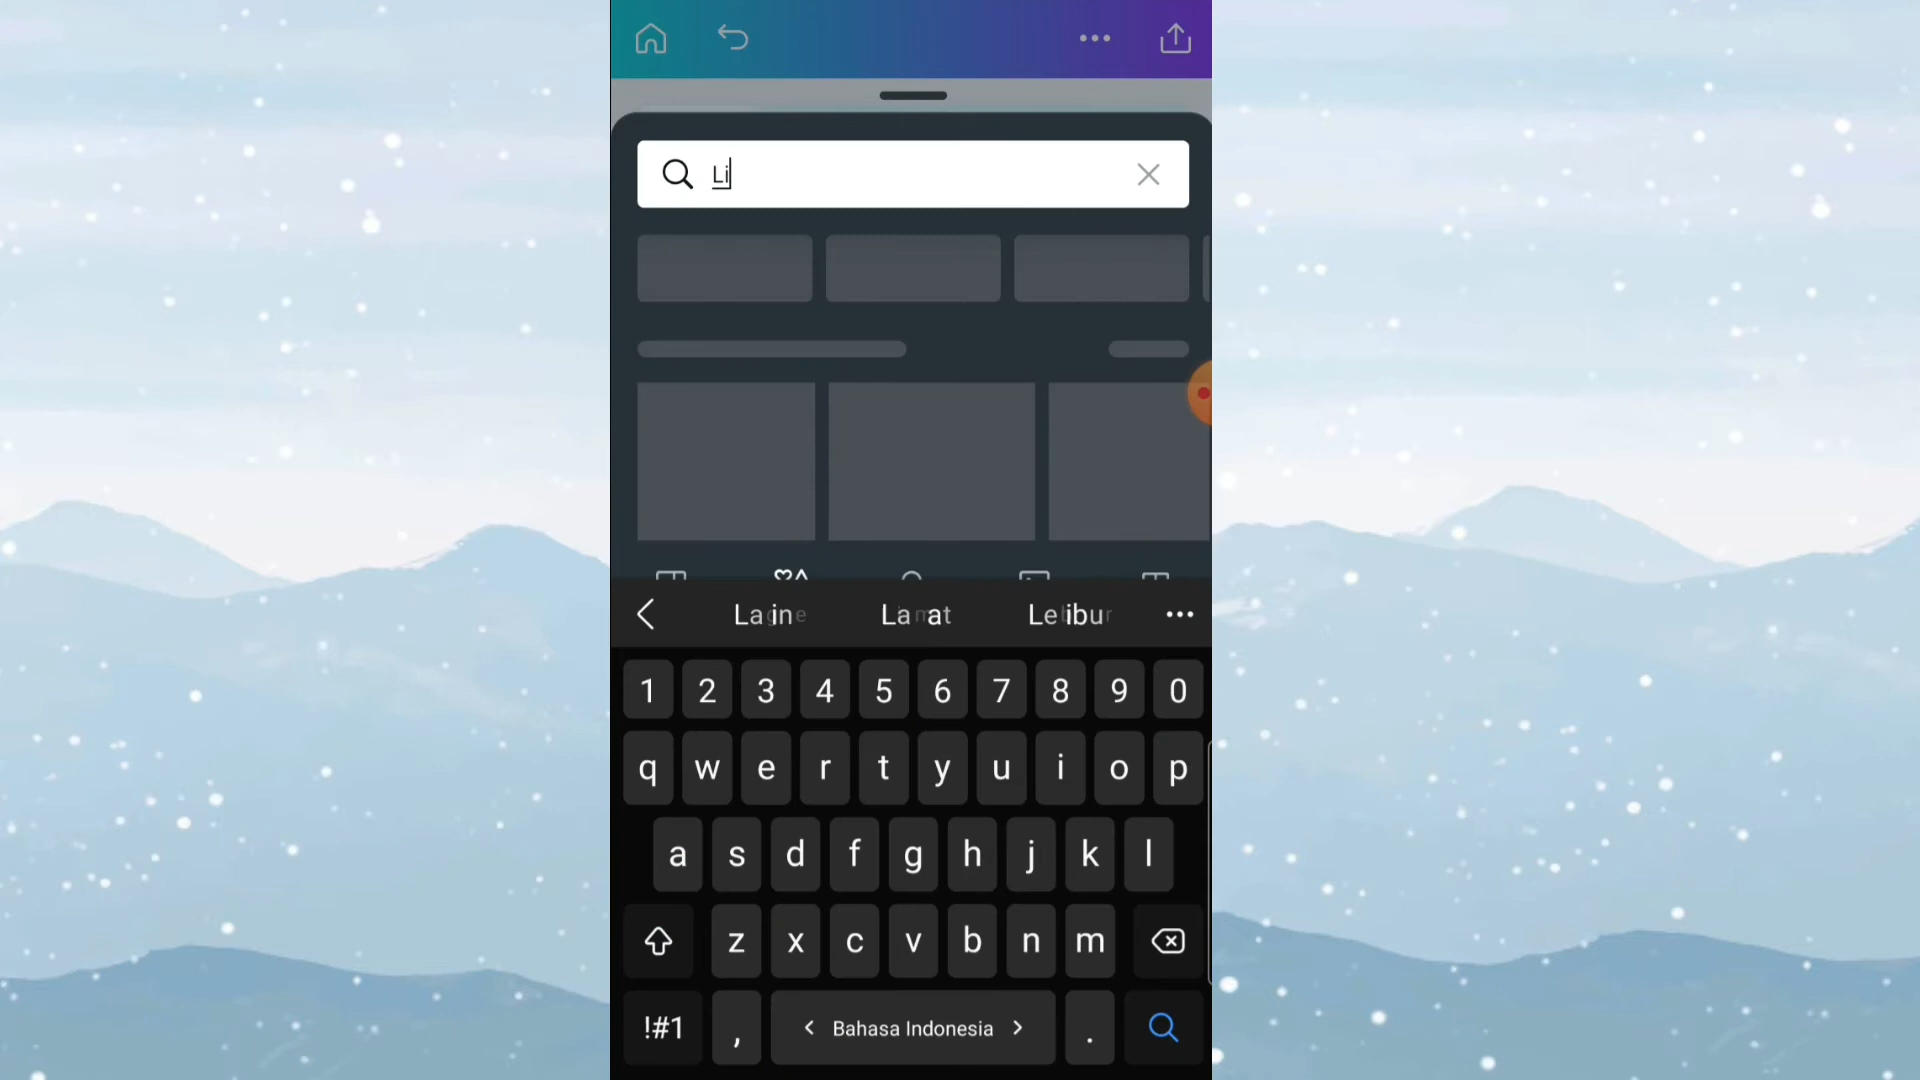 Li
1 2 3 4 5 6 7 8 9 0
q w e r t y u i o p
a s d f g h j k l
z x c v b n m
!#1 , < Bahasa Indonesia > .